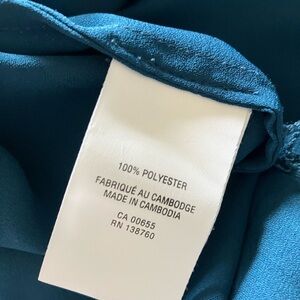 100% POLYESTER
FABRIQUÉ AU CAMBODGE
MADE IN CAMBODIA
CA 00655
RN 138760